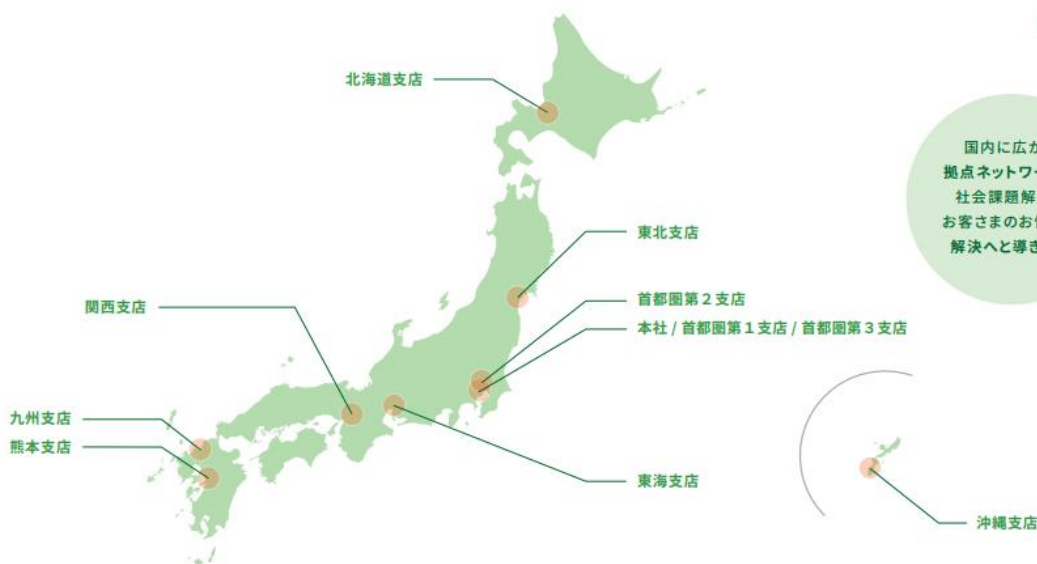 北海道支店
国内に広が
拠点ネットワー
社会課題解
お客さまのお
解決へと導き
東北支店
首都圏第２支店
本社 / 首都圏第１支店 / 首都圏第３支店
関西支店
九州支店
熊本支店
東海支店
沖縄支店